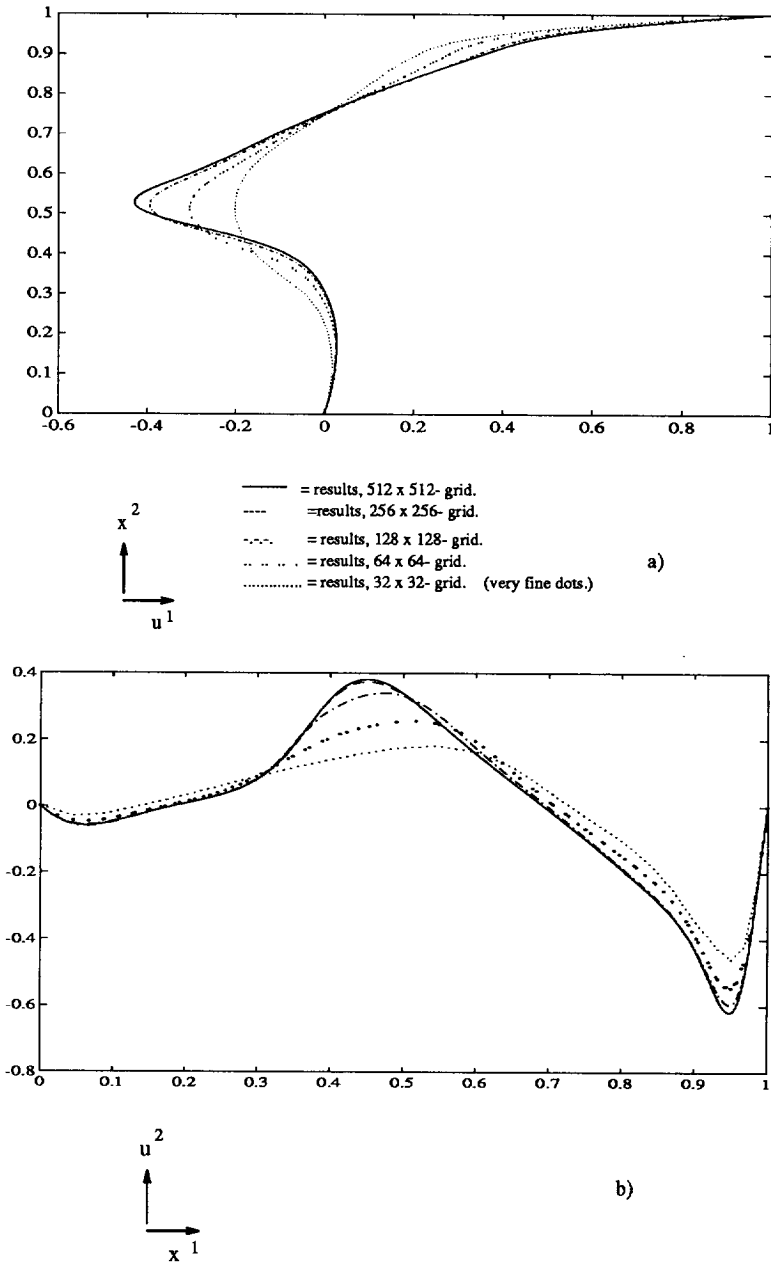 1
0.9
0.8
0.7
0.6
0.5
0.4
0.3
0.2
0.1
0
-0.6 -0.4 -0.2 0 0.2 0.4 0.6 0.8 1
x 2
u 1
= results, 512 x 512- grid.
=results, 256 x 256- grid.
= results, 128 x 128- grid.
= results, 64 x 64- grid.
= results, 32 x 32- grid. (very fine dots.)
a)
0.4
0.2
0
-0.2
-0.4
-0.6
-0.8
0 0.1 0.2 0.3 0.4 0.5 0.6 0.7 0.8 0.9 1
u 2
x 1
b)